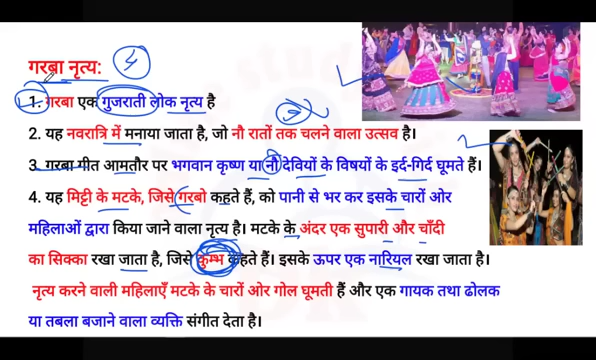 गरबा नृत्य:
1. गरबा एक गुजराती लोक नृत्य है
2. यह नवरात्रि में मनाया जाता है, जो नौ रातों तक चलने वाला उत्सव है।
3. गरबा गीत आमतौर पर भगवान कृष्ण या नौ देवियों के विषयों के इर्द-गिर्द घूमते हैं।
4. यह मिट्टी के मटके, जिसे गरबो कहते हैं, को पानी से भर कर इसके चारों ओर
महिलाओं द्वारा किया जाने वाला नृत्य है। मटके के अंदर एक सुपारी और चाँदी
का सिक्का रखा जाता है, जिसे कुम्भ कहते हैं। इसके ऊपर एक नारियल रखा जाता है।
नृत्य करने वाली महिलाएँ मटके के चारों ओर गोल घूमती हैं और एक गायक तथा ढोलक
या तबला बजाने वाला व्यक्ति संगीत देता है।